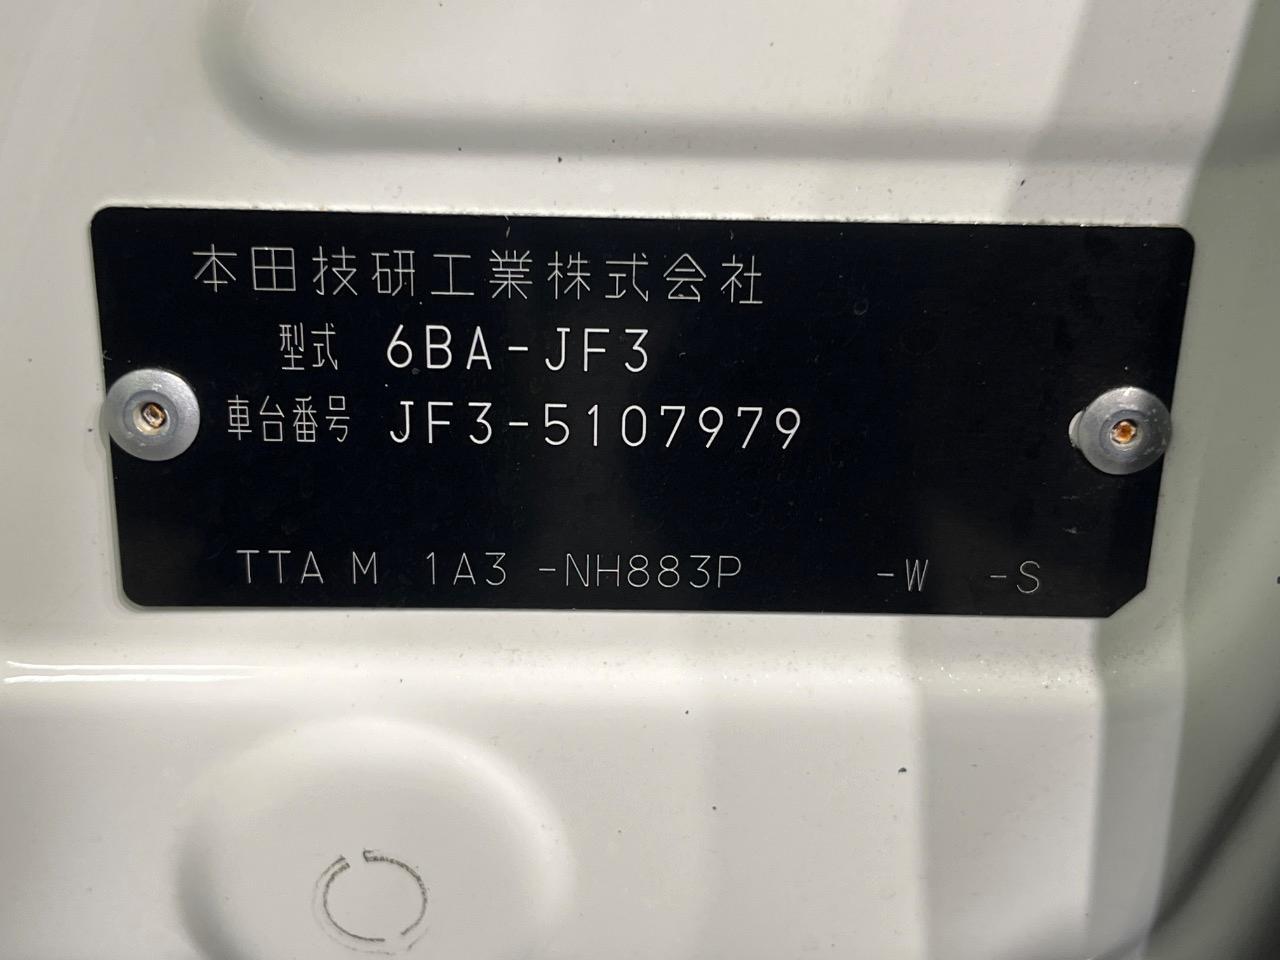 本田技研工業株式会社
型式 6BA-JF3
車台番号 JF3-5107979
TTA M 1A3 -NH883P -W -S